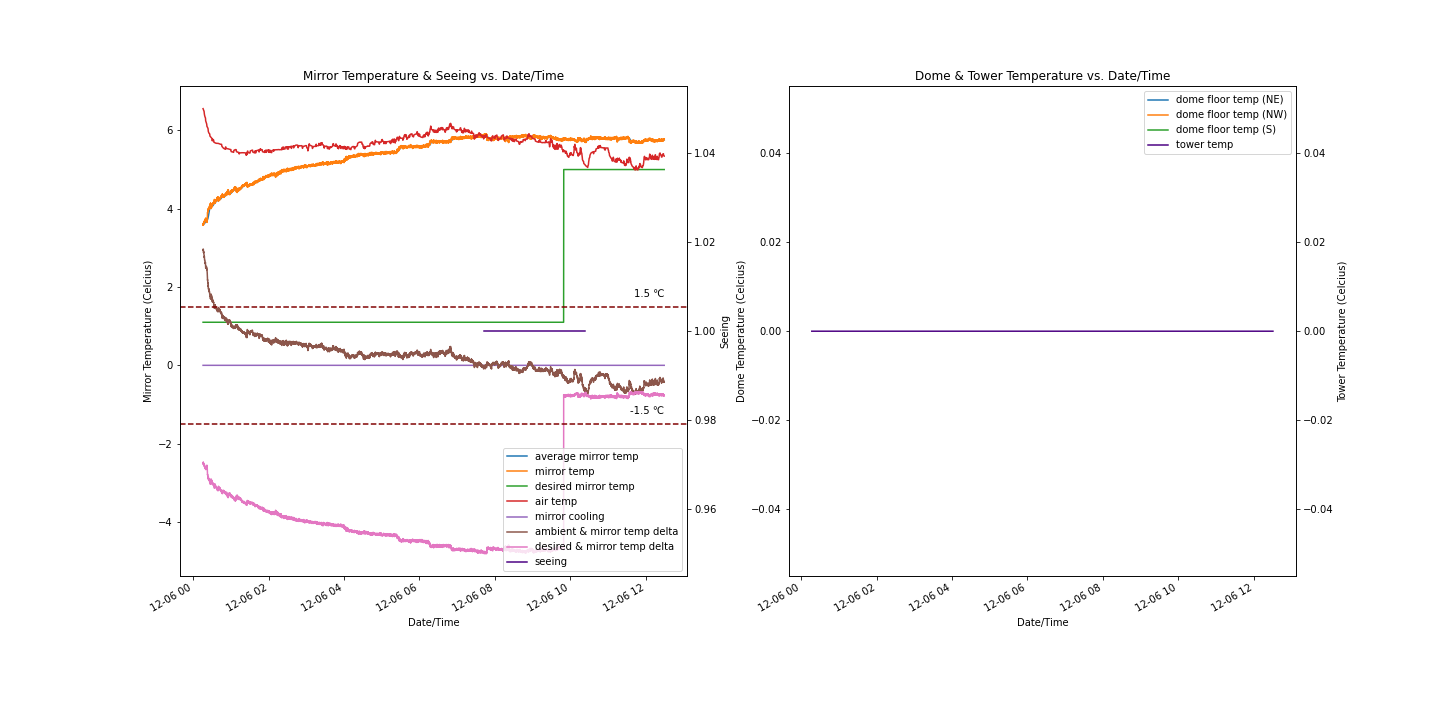 Mirror Temperature & Seeing vs. Date/Time
Mirror Temperature (Celcius)
6
4
2
0
−2
−4
1.04
1.02
1.00
0.98
0.96
Seeing
1.5 °C
-1.5 °C
average mirror temp
mirror temp
desired mirror temp
air temp
mirror cooling
ambient & mirror temp delta
desired & mirror temp delta
seeing
12-06 00
12-06 02
12-06 04
12-06 06
12-06 08
12-06 10
12-06 12
Date/Time
Dome & Tower Temperature vs. Date/Time
Dome Temperature (Celcius)
0.04
0.02
0.00
−0.02
−0.04
dome floor temp (NE)
dome floor temp (NW)
dome floor temp (S)
tower temp
0.04
0.02
0.00
−0.02
−0.04
Tower Temperature (Celcius)
12-06 00
12-06 02
12-06 04
12-06 06
12-06 08
12-06 10
12-06 12
Date/Time